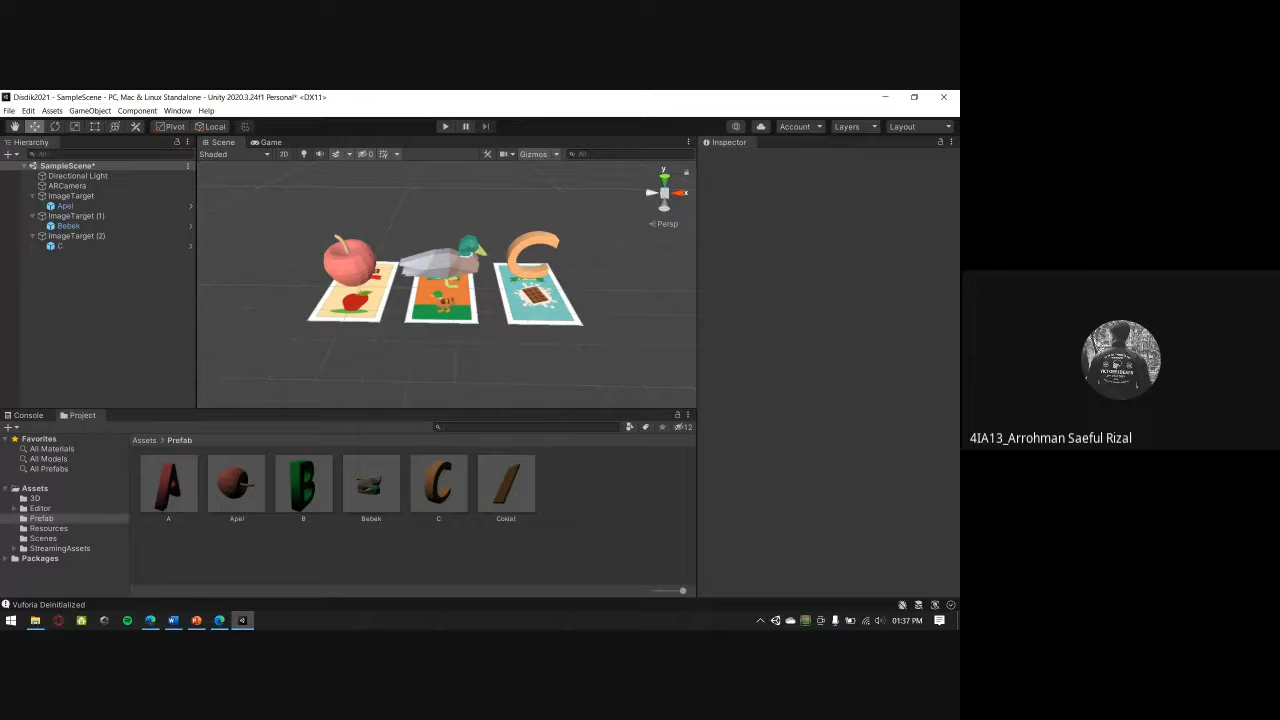 Disdik2021 - SampleScene - PC, Mac & Linux Standalone - Unity 2020.3.24f1 Personal* <DX11>
File Edit Assets GameObject Component Window Help
Pivot Local Account Layers Layout
Hierarchy Scene Game Inspector
All Shaded 2D 0 Gizmos All
SampleScene*
Directional Light
ARCamera
ImageTarget
Apel
ImageTarget (1)
Bebek
ImageTarget (2)
C
y
x
Persp
Console Project
12
Favorites
All Materials
All Models
All Prefabs
Assets
3D
Editor
Prefab
Resources
Scenes
StreamingAssets
Packages
Assets > Prefab
A Apel B Bebek C Coklat
Vuforia Deinitialized
01:37 PM
4IA13_Arrohman Saeful Rizal